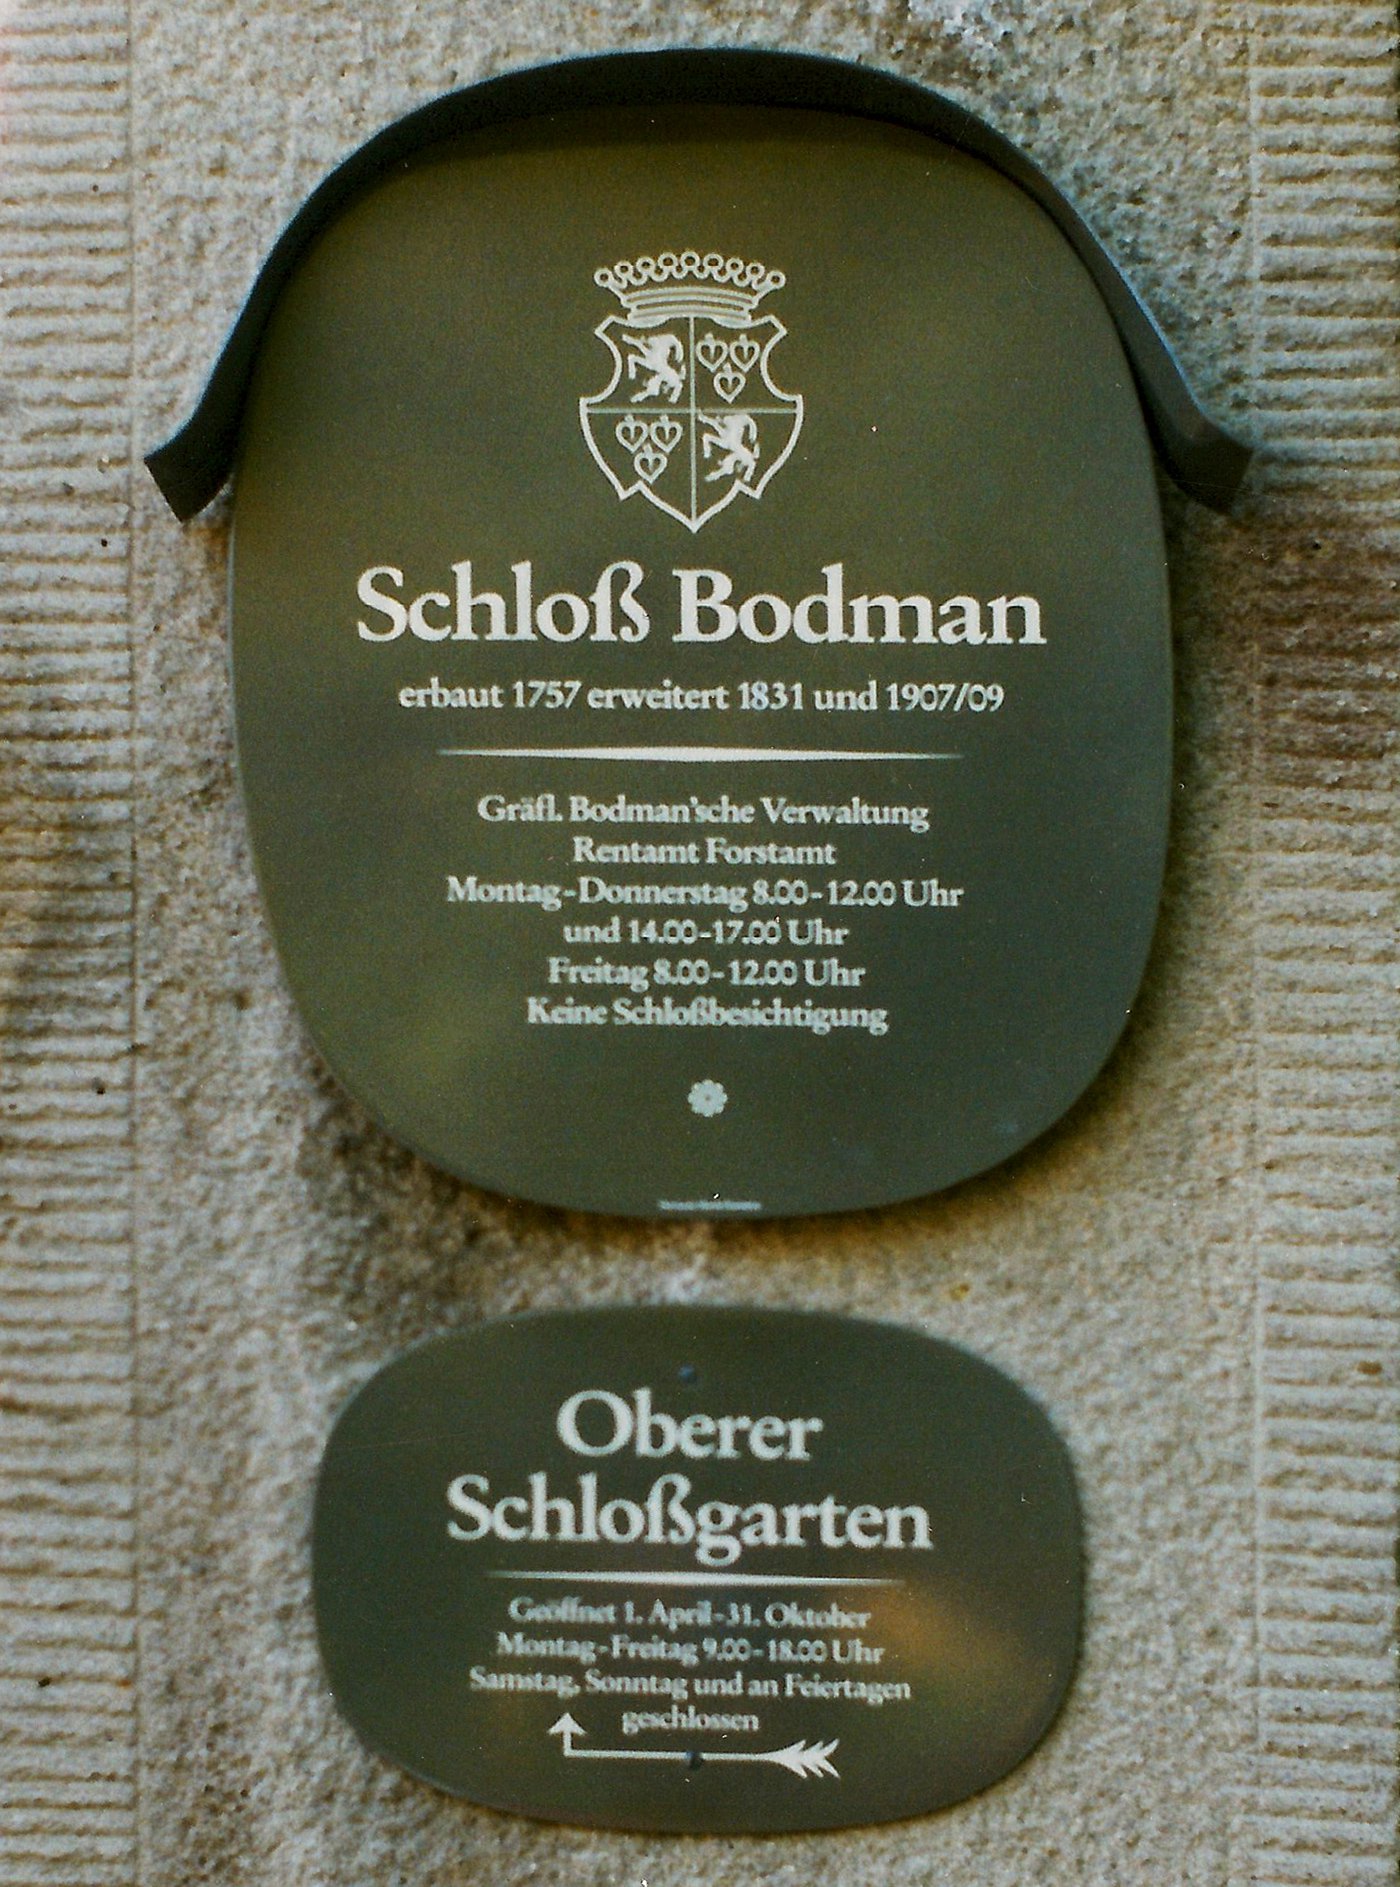 Schloß Bodman
erbaut 1757 erweitert 1831 und 1907/09
Gräfl. Bodman'sche Verwaltung
Rentamt Forstamt
Montag-Donnerstag 8.00-12.00 Uhr
und 14.00-17.00 Uhr
Freitag 8.00-12.00 Uhr
Keine Schloßbesichtigung
Oberer
Schloßgarten
Geöffnet 1. April-31. Oktober
Montag-Freitag 9.00-18.00 Uhr
Samstag, Sonntag und an Feiertagen
geschlossen